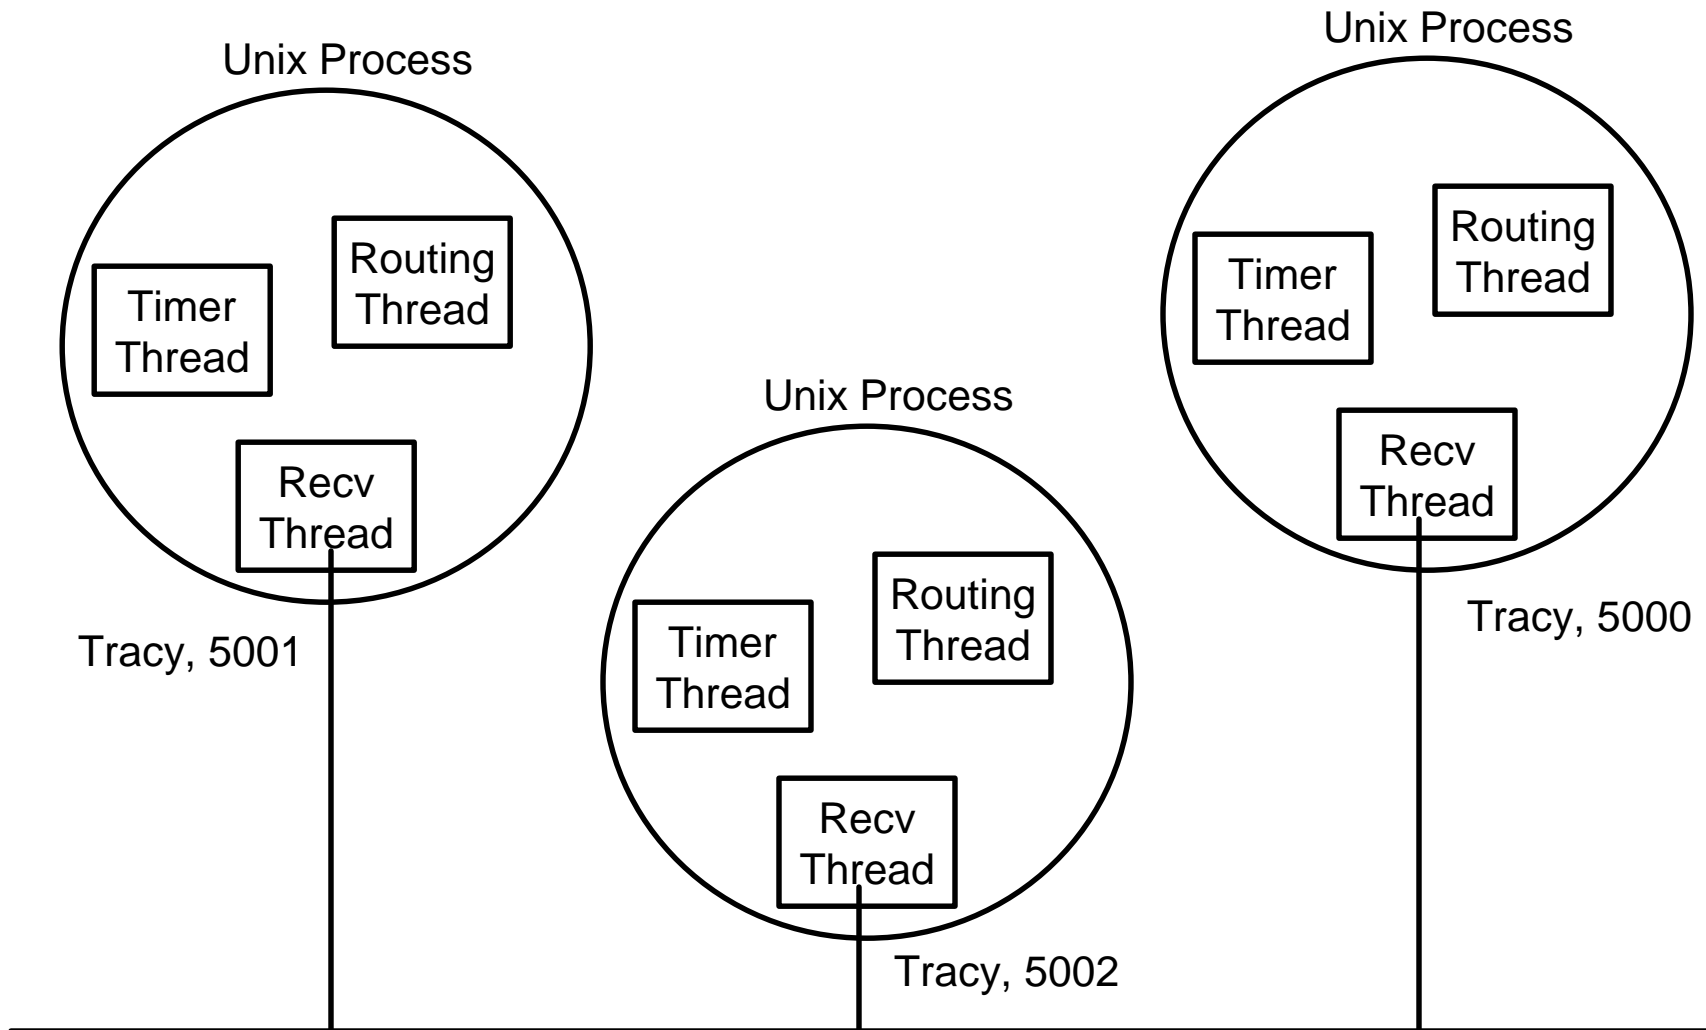 Unix Process
Routing
Thread
Timer
Thread
Recv
Thread
Tracy, 5001
Unix Process
Routing
Thread
Timer
Thread
Recv
Thread
Tracy, 5002
Unix Process
Routing
Thread
Timer
Thread
Recv
Thread
Tracy, 5000